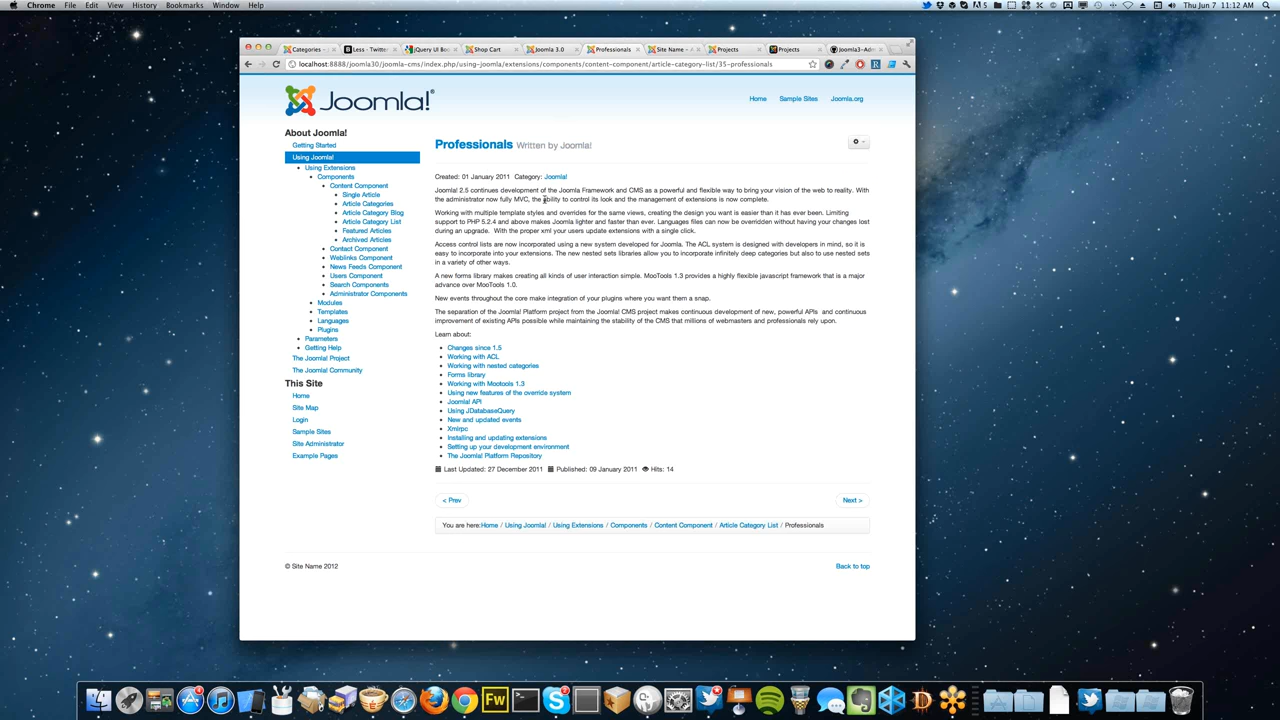 Chrome File Edit View History Bookmarks Window Help
5 Thu Jun 7 11:12 AM
Categories - Less - Twitter jQuery UI Boo Shop Cart Joomla 3.0 Professionals Site Name - Projects Projects Joomla3-Adm
localhost:8888/joomla30/joomla-cms/index.php/using-joomla/extensions/components/content-component/article-category-list/35-professionals
Joomla!®
Home Sample Sites Joomla.org
About Joomla!
Getting Started
Using Joomla!
Using Extensions
Components
Content Component
Single Article
Article Categories
Article Category Blog
Article Category List
Featured Articles
Archived Articles
Contact Component
Weblinks Component
News Feeds Component
Users Component
Search Components
Administrator Components
Modules
Templates
Languages
Plugins
Parameters
Getting Help
The Joomla! Project
The Joomla! Community
This Site
Home
Site Map
Login
Sample Sites
Site Administrator
Example Pages
Professionals Written by Joomla!
Created: 01 January 2011 Category: Joomla!
Joomla! 2.5 continues development of the Joomla Framework and CMS as a powerful and flexible way to bring your vision of the web to reality. With
the administrator now fully MVC, the ability to control its look and the management of extensions is now complete.
Working with multiple template styles and overrides for the same views, creating the design you want is easier than it has ever been. Limiting
support to PHP 5.2.4 and above makes Joomla lighter and faster than ever. Languages files can now be overridden without having your changes lost
during an upgrade. With the proper xml your users update extensions with a single click.
Access control lists are now incorporated using a new system developed for Joomla. The ACL system is designed with developers in mind, so it is
easy to incorporate into your extensions. The new nested sets libraries allow you to incorporate infinitely deep categories but also to use nested sets
in a variety of other ways.
A new forms library makes creating all kinds of user interaction simple. MooTools 1.3 provides a highly flexible javascript framework that is a major
advance over MooTools 1.0.
New events throughout the core make integration of your plugins where you want them a snap.
The separation of the Joomla! Platform project from the Joomla! CMS project makes continuous development of new, powerful APIs and continuous
improvement of existing APIs possible while maintaining the stability of the CMS that millions of webmasters and professionals rely upon.
Learn about:
Changes since 1.5
Working with ACL
Working with nested categories
Forms library
Working with Mootools 1.3
Using new features of the override system
Joomla! API
Using JDatabaseQuery
New and updated events
Xmlrpc
Installing and updating extensions
Setting up your development environment
The Joomla! Platform Repository
Last Updated: 27 December 2011 Published: 09 January 2011 Hits: 14
< Prev Next >
You are here: Home / Using Joomla! / Using Extensions / Components / Content Component / Article Category List / Professionals
© Site Name 2012 Back to top
Fw